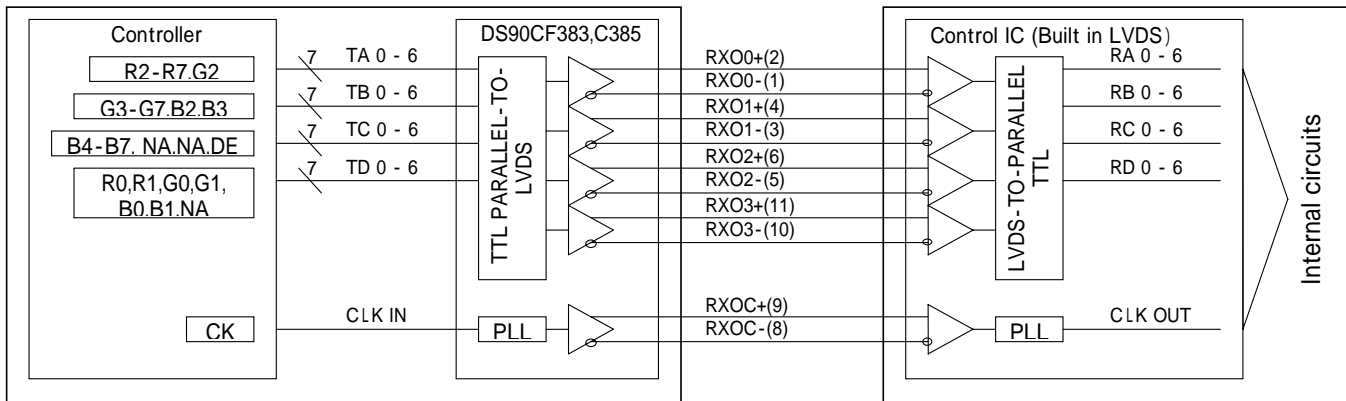 Controller
R2-R7.G2
G3-G7.B2.B3
B4-B7. NA.NA.DE
R0,R1,G0,G1,
B0.B1.NA
CK
7
TA 0 - 6
7
TB 0 - 6
7
TC 0 - 6
7
TD 0 - 6
CLK IN
DS90CF383,C385
TTL PARALLEL-TO-
LVDS
PLL
RXO0+(2)
RXO0-(1)
RXO1+(4)
RXO1-(3)
RXO2+(6)
RXO2-(5)
RXO3+(11)
RXO3-(10)
RXOC+(9)
RXOC-(8)
Control IC (Built in LVDS)
LVDS-TO-PARALLEL
TTL
PLL
RA 0 - 6
RB 0 - 6
RC 0 - 6
RD 0 - 6
CLK OUT
Internal circuits